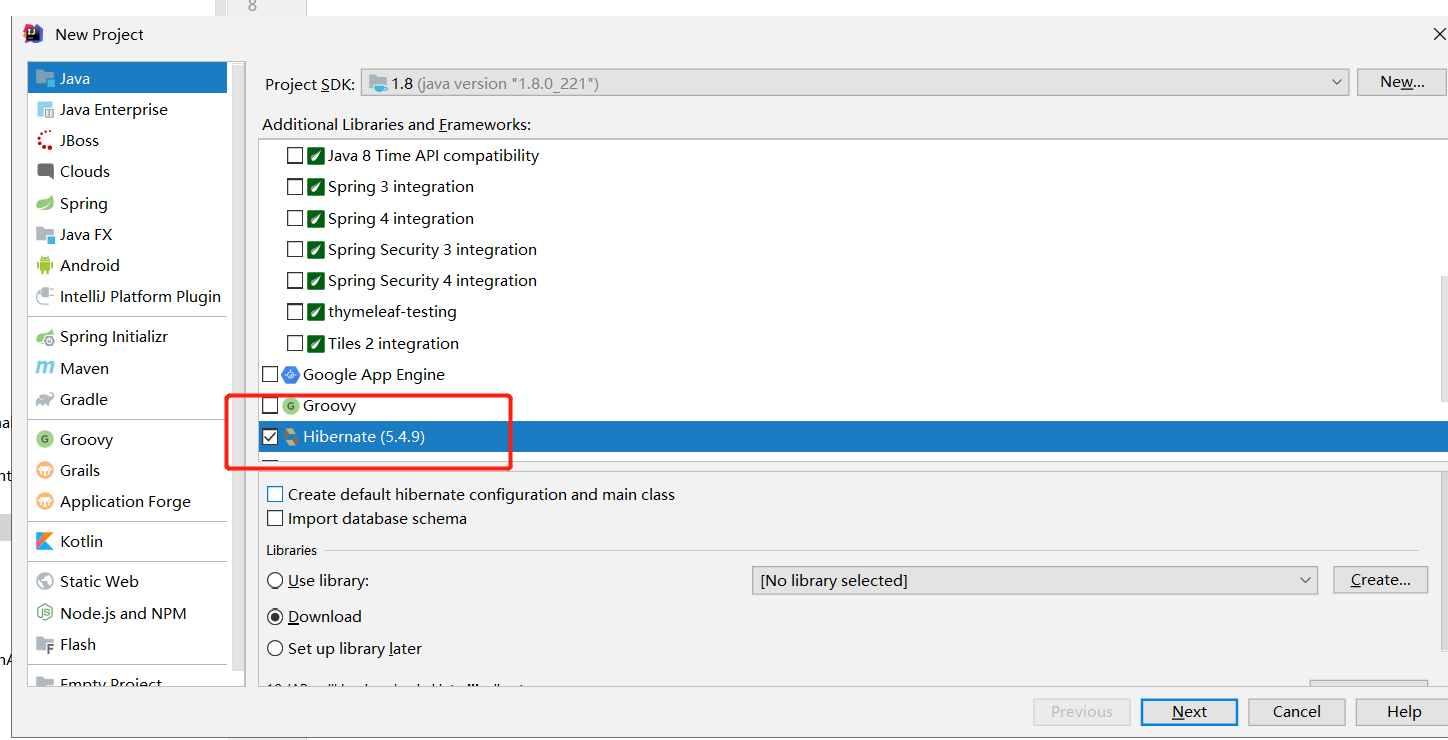 8
New Project
Java
Java Enterprise
JBoss
Clouds
Spring
Java FX
Android
IntelliJ Platform Plugin
Spring Initializr
Maven
Gradle
Groovy
Grails
Application Forge
Kotlin
Static Web
Node.js and NPM
Flash
Empty Project
Project SDK: 1.8 (java version "1.8.0_221") New...
Additional Libraries and Frameworks:
Java 8 Time API compatibility
Spring 3 integration
Spring 4 integration
Spring Security 3 integration
Spring Security 4 integration
thymeleaf-testing
Tiles 2 integration
Google App Engine
Groovy
Hibernate (5.4.9)
Create default hibernate configuration and main class
Import database schema
Libraries
Use library: [No library selected] Create...
Download
Set up library later
Previous Next Cancel Help